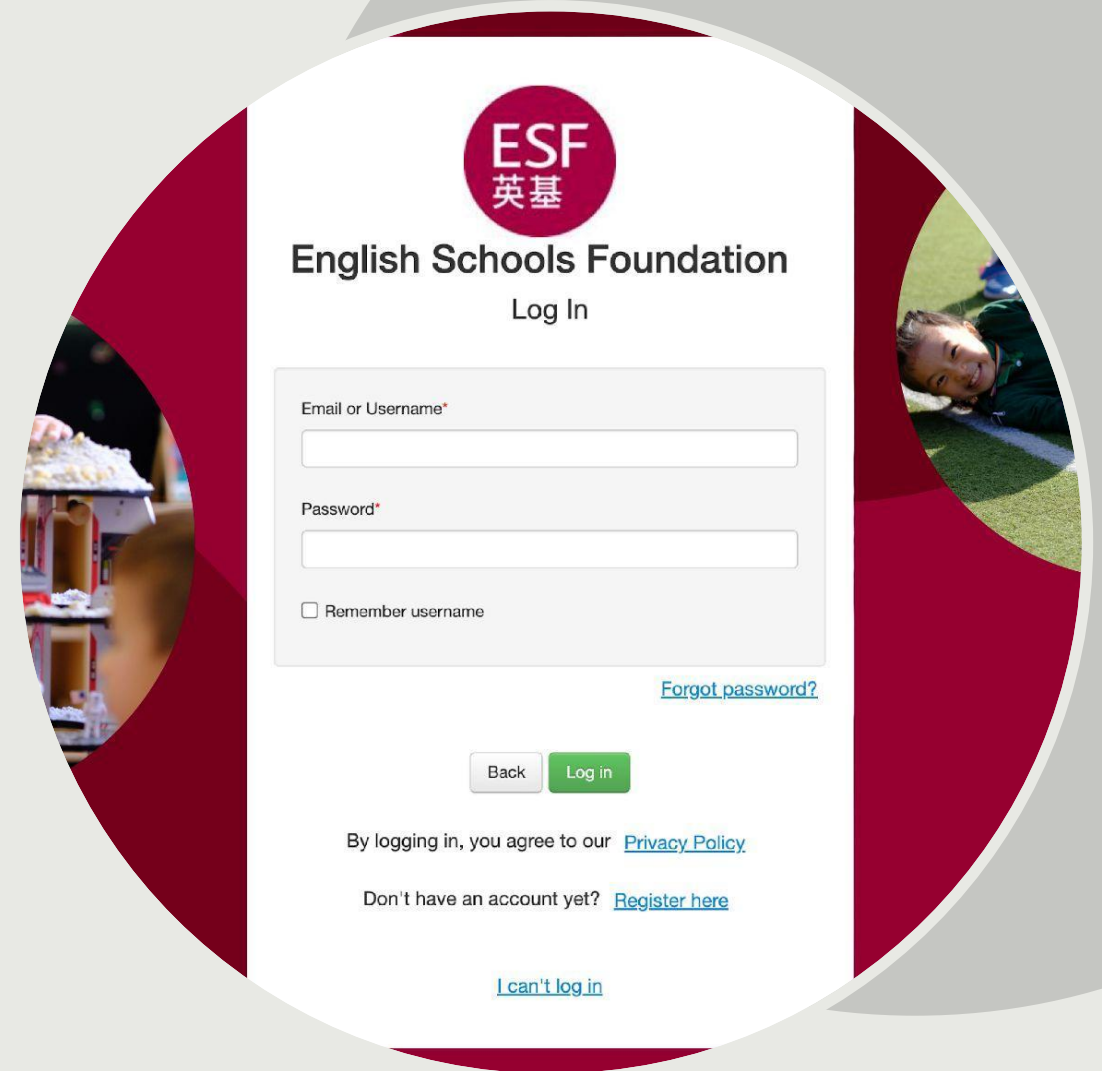 ESF
英基
English Schools Foundation
Log In
Email or Username*
Password*
Remember username
Forgot password?
Back Log in
By logging in, you agree to our Privacy Policy
Don't have an account yet? Register here
I can't log in